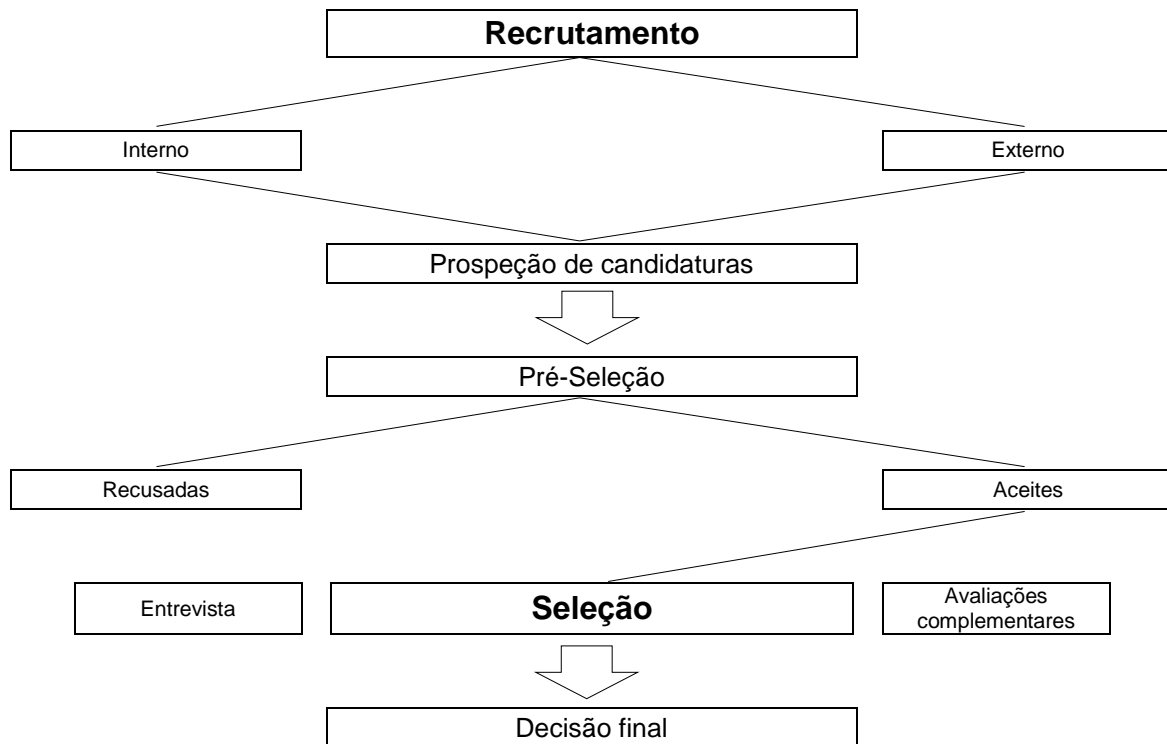 Recrutamento
Interno
Externo
Prospeção de candidaturas
Pré-Seleção
Recusadas
Aceites
Entrevista
Seleção
Avaliações
complementares
Decisão final